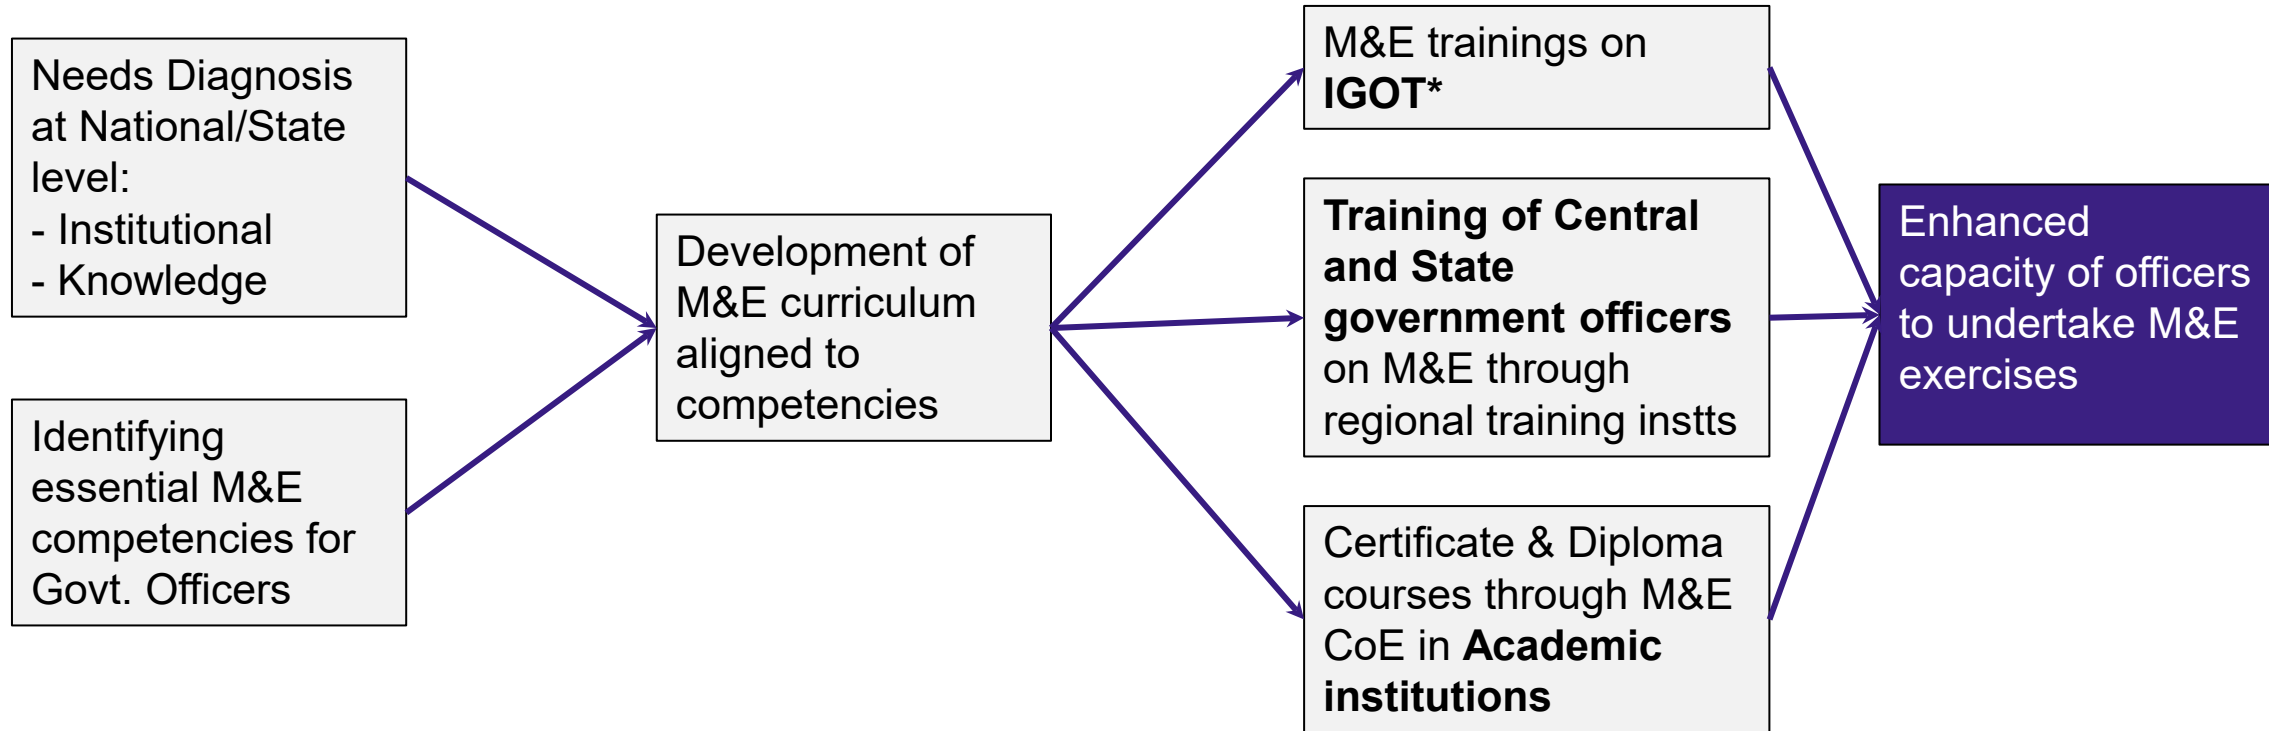 Needs Diagnosis
at National/State
level:
- Institutional
- Knowledge
Identifying
essential M&E
competencies for
Govt. Officers
Development of
M&E curriculum
aligned to
competencies
M&E trainings on
IGOT*
Training of Central
and State
government officers
on M&E through
regional training instts
Certificate & Diploma
courses through M&E
CoE in Academic
institutions
Enhanced
capacity of officers
to undertake M&E
exercises